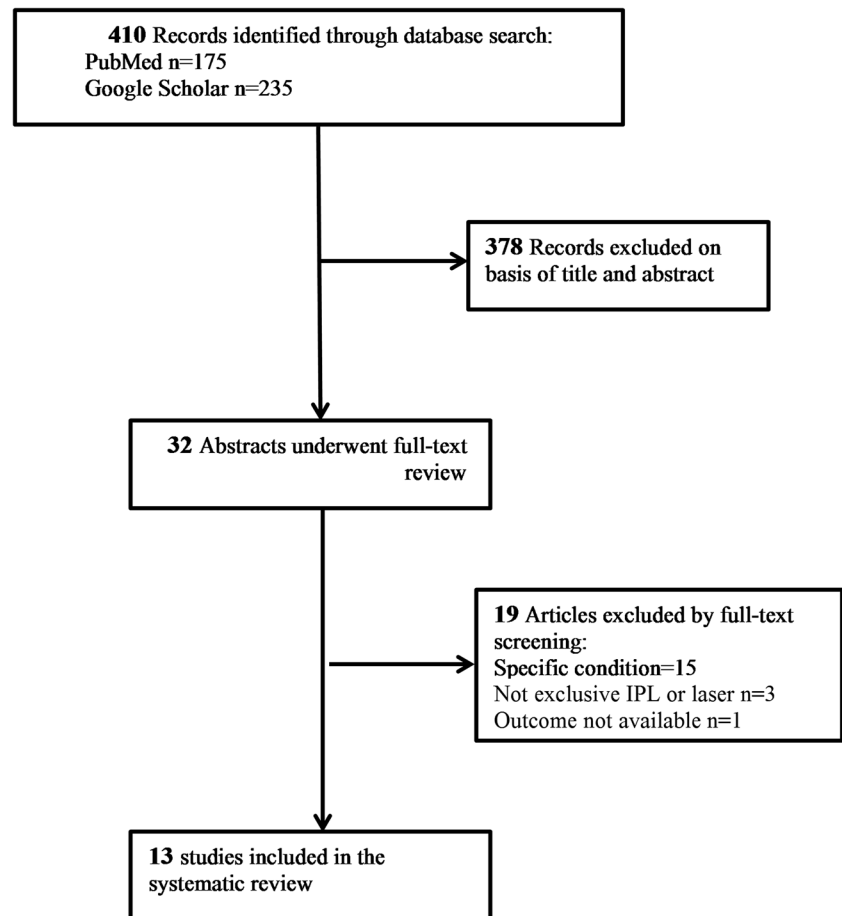 410 Records identified through database search:
PubMed n=175
Google Scholar n=235
378 Records excluded on
basis of title and abstract
32 Abstracts underwent full-text
review
19 Articles excluded by full-text
screening:
Specific condition=15
Not exclusive IPL or laser n=3
Outcome not available n=1
13 studies included in the
systematic review